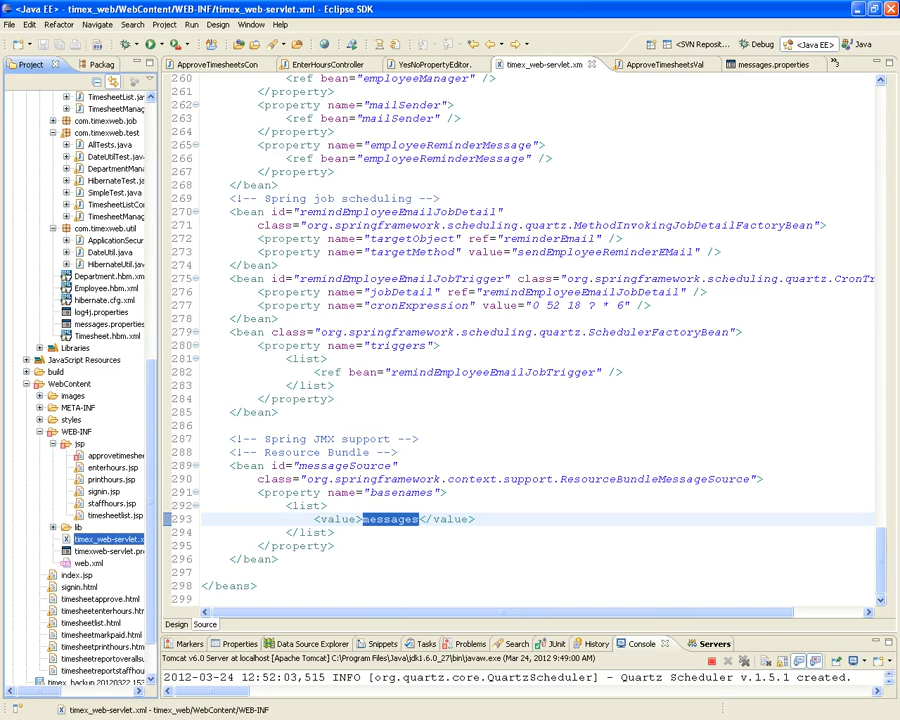 <Java EE> - timex_web/WebContent/WEB-INF/timex_web-servlet.xml - Eclipse SDK
File Edit Refactor Navigate Search Project Run Design Window Help
<SVN Reposit... Debug <Java EE> Java
Project Package
ApproveTimesheetsCon EnterHoursController YesNoPropertyEditor. timex_web-servlet.xm ApproveTimesheetsVal messages.properties
TimesheetList.jav
TimesheetManag
com.timexweb.job
com.timexweb.test
AllTests.java
DateUtilTest.java
DepartmentMana
HibernateTest.jav
SimpleTest.java
TimesheetListCo
TimesheetManag
com.timexweb.util
ApplicationSecur
DateUtil.java
HibernateUtil.jav
Department.hbm.xm
Employee.hbm.xml
hibernate.cfg.xml
log4j.properties
messages.properties
Timesheet.hbm.xml
Libraries
JavaScript Resources
build
WebContent
images
META-INF
styles
WEB-INF
jsp
approvetimeshee
enterhours.jsp
printhours.jsp
signin.jsp
staffhours.jsp
timesheetlist.jsp
lib
timex_web-servlet.x
timexweb-servlet.pr
web.xml
index.jsp
signin.html
timesheetapprove.html
timesheetenterhours.htm
timesheetlist.html
timesheetmarkpaid.html
timesheetprinthours.html
timesheetreportoverallsu
timesheetreportstaffhou
timex_backup_20120322_153
260 <ref bean="employeeManager" />
261 </property>
262 <property name="mailSender">
263 <ref bean="mailSender" />
264 </property>
265 <property name="employeeReminderMessage">
266 <ref bean="employeeReminderMessage" />
267 </property>
268 </bean>
269 <!-- Spring job scheduling -->
270 <bean id="remindEmployeeEmailJobDetail"
271 class="org.springframework.scheduling.quartz.MethodInvokingJobDetailFactoryBean">
272 <property name="targetObject" ref="reminderEmail" />
273 <property name="targetMethod" value="sendEmployeeReminderEMail" />
274 </bean>
275 <bean id="remindEmployeeEmailJobTrigger" class="org.springframework.scheduling.quartz.CronTr
276 <property name="jobDetail" ref="remindEmployeeEmailJobDetail" />
277 <property name="cronExpression" value="0 52 18 ? * 6" />
278 </bean>
279 <bean class="org.springframework.scheduling.quartz.SchedulerFactoryBean">
280 <property name="triggers">
281 <list>
282 <ref bean="remindEmployeeEmailJobTrigger" />
283 </list>
284 </property>
285 </bean>
286
287 <!-- Spring JMX support -->
288 <!-- Resource Bundle -->
289 <bean id="messageSource"
290 class="org.springframework.context.support.ResourceBundleMessageSource">
291 <property name="basenames">
292 <list>
293 <value>messages</value>
294 </list>
295 </property>
296 </bean>
297
298 </beans>
299
Design Source
Markers Properties Data Source Explorer Snippets Tasks Problems Search JUnit History Console Servers
Tomcat v6.0 Server at localhost [Apache Tomcat] C:\Program Files\Java\jdk1.6.0_27\bin\javaw.exe (Mar 24, 2012 9:49:00 AM)
2012-03-24 12:52:03,515 INFO [org.quartz.core.QuartzScheduler] - Quartz Scheduler v.1.5.1 created.
timex_web-servlet.xml - timex_web/WebContent/WEB-INF